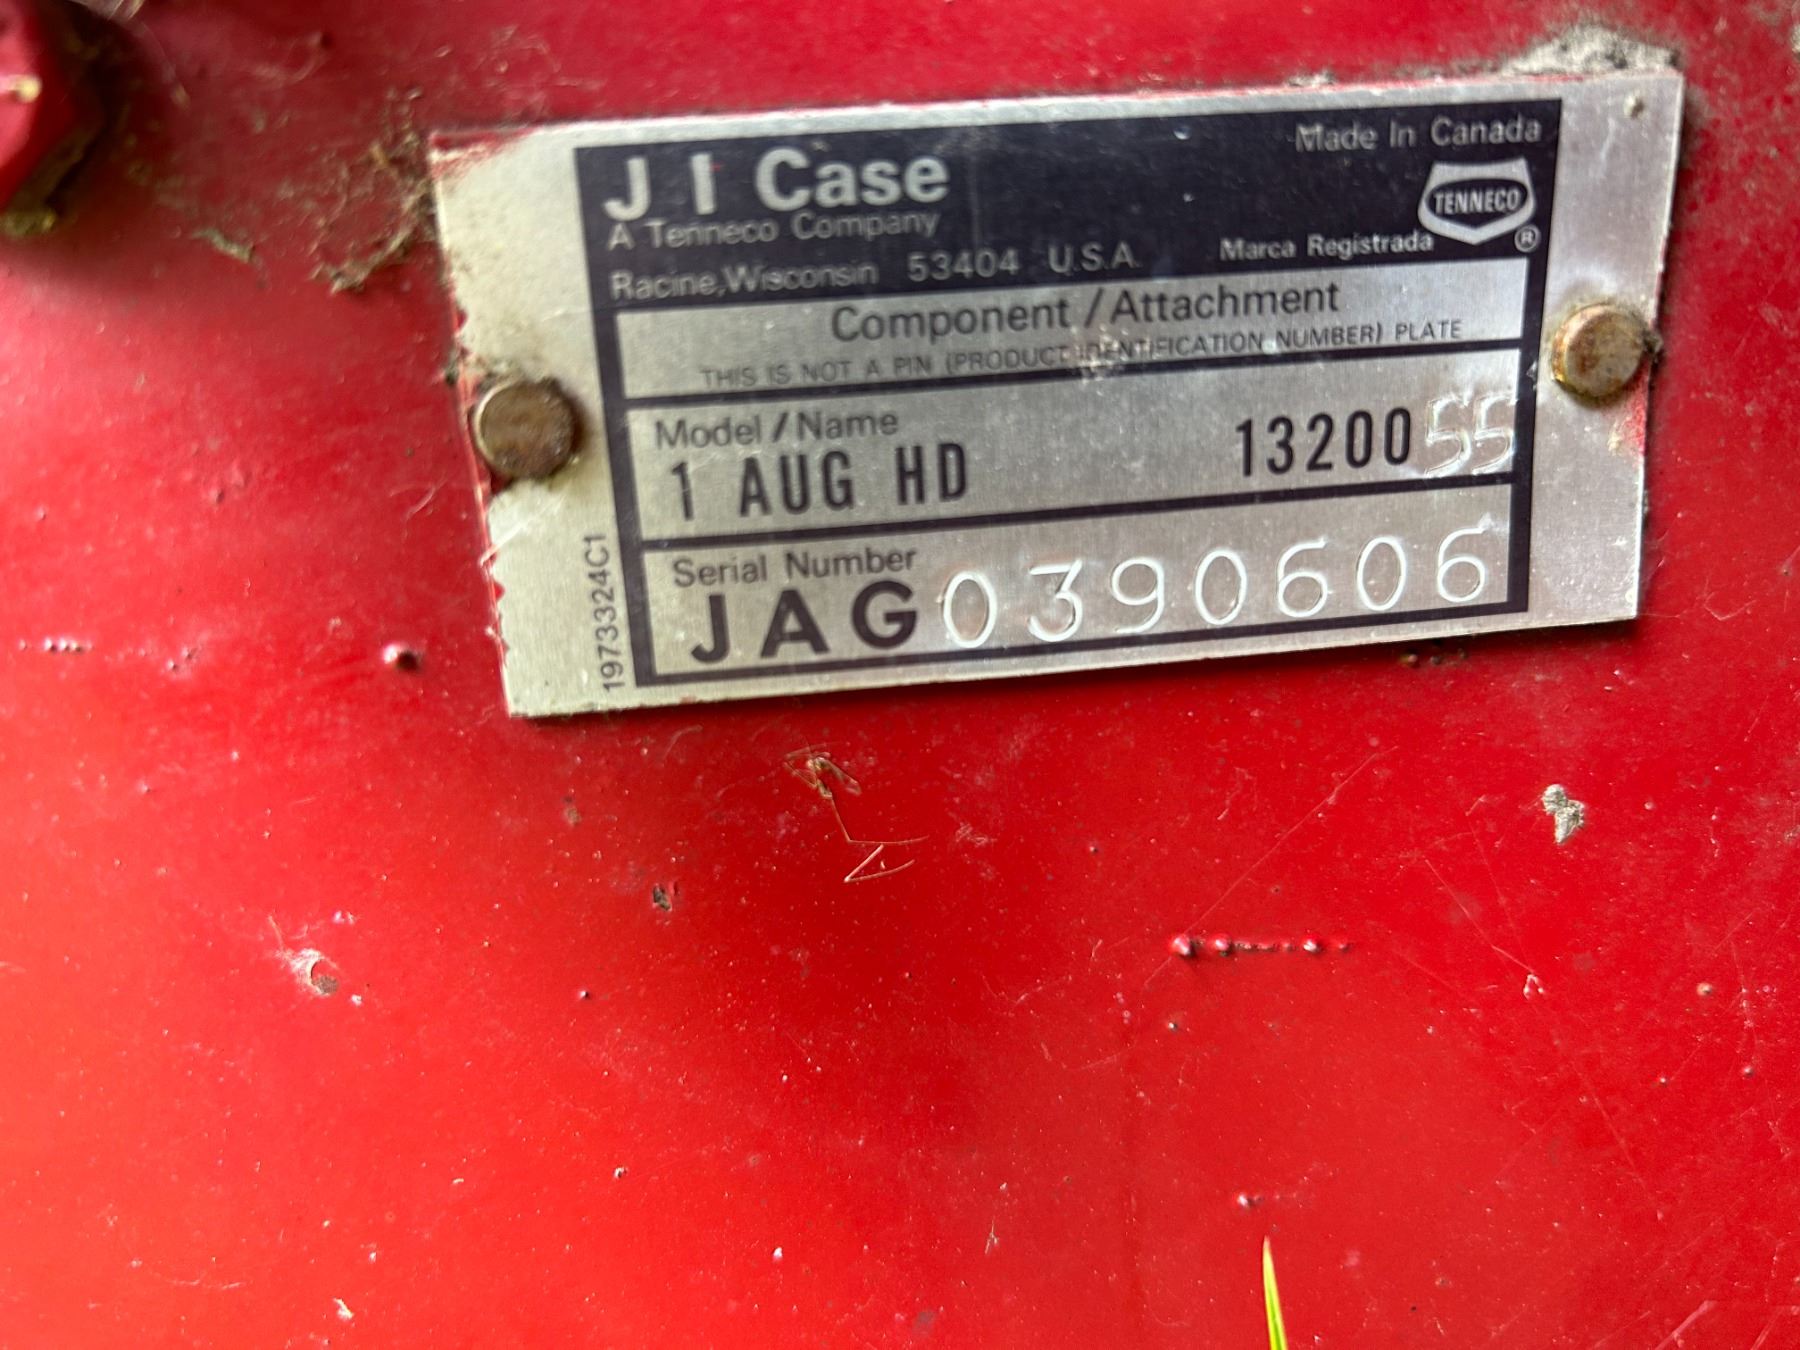 J I Case
Made In Canada
A Tenneco Company
TENNECO
Racine, Wisconsin 53404 U.S.A.
Marca Registrada ®
Component / Attachment
THIS IS NOT A PIN (PRODUCT IDENTIFICATION NUMBER) PLATE
Model / Name
1 AUG HD 1320055
Serial Number
JAG0390606
1973324C1